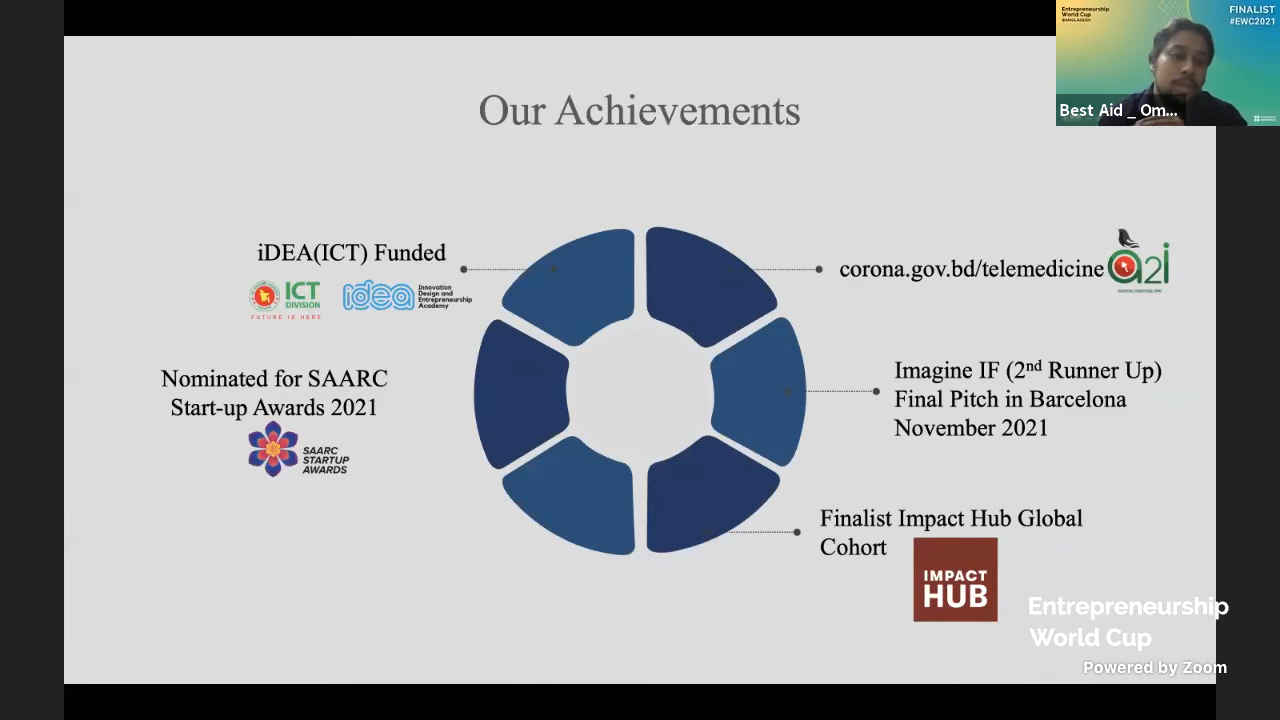 Entrepreneurship
World Cup
BANGLADESH
FINALIST
#EWC2021
Best Aid _ Om...
Our Achievements
iDEA(ICT) Funded
ICT
DIVISION
FUTURE IS HERE
idea
Innovation
Design and
Entrepreneurship
Academy
corona.gov.bd/telemedicine
a2i
Nominated for SAARC
Start-up Awards 2021
SAARC
STARTUP
AWARDS
Imagine IF (2nd Runner Up)
Final Pitch in Barcelona
November 2021
Finalist Impact Hub Global
Cohort
IMPACT
HUB
Entrepreneurship
World Cup
Powered by Zoom